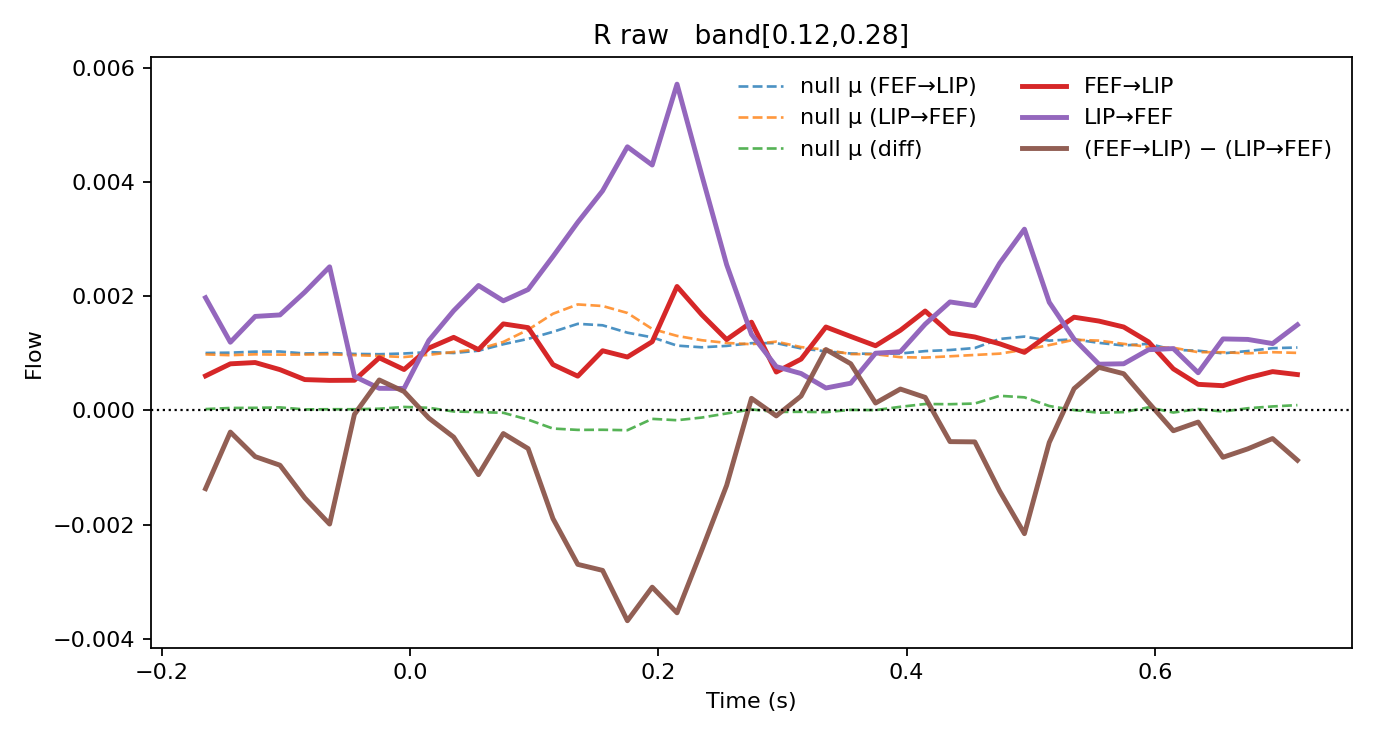 R raw   band[0.12,0.28]
0.006
0.004
0.002
0.000
−0.002
−0.004
Flow
null μ (FEF→LIP)
null μ (LIP→FEF)
null μ (diff)
FEF→LIP
LIP→FEF
(FEF→LIP) − (LIP→FEF)
−0.2
0.0
0.2
0.4
0.6
Time (s)